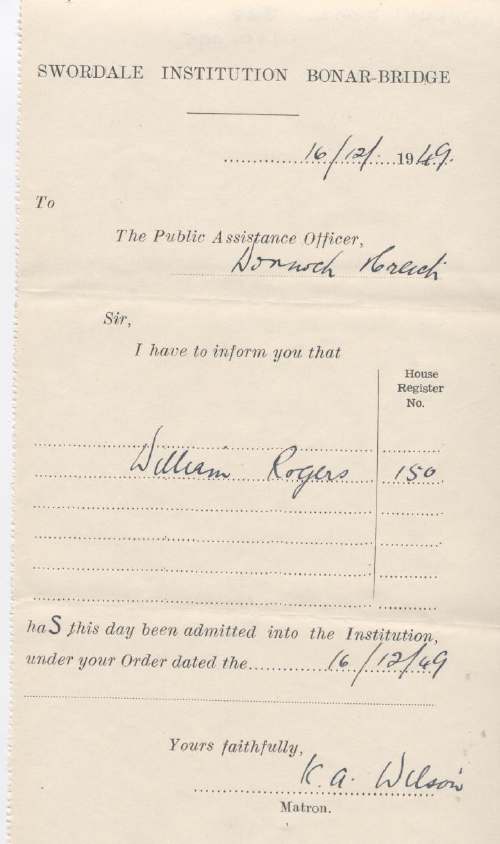 SWORDALE INSTITUTION BONAR-BRIDGE
16/12/. 1949.
To
The Public Assistance Officer,
Dornoch & Creich
Sir,
I have to inform you that
House
Register
No.
William Rogers 150
haS this day been admitted into the Institution,
under your Order dated the 16/12/49
Yours faithfully,
K. A. Wilson
Matron.